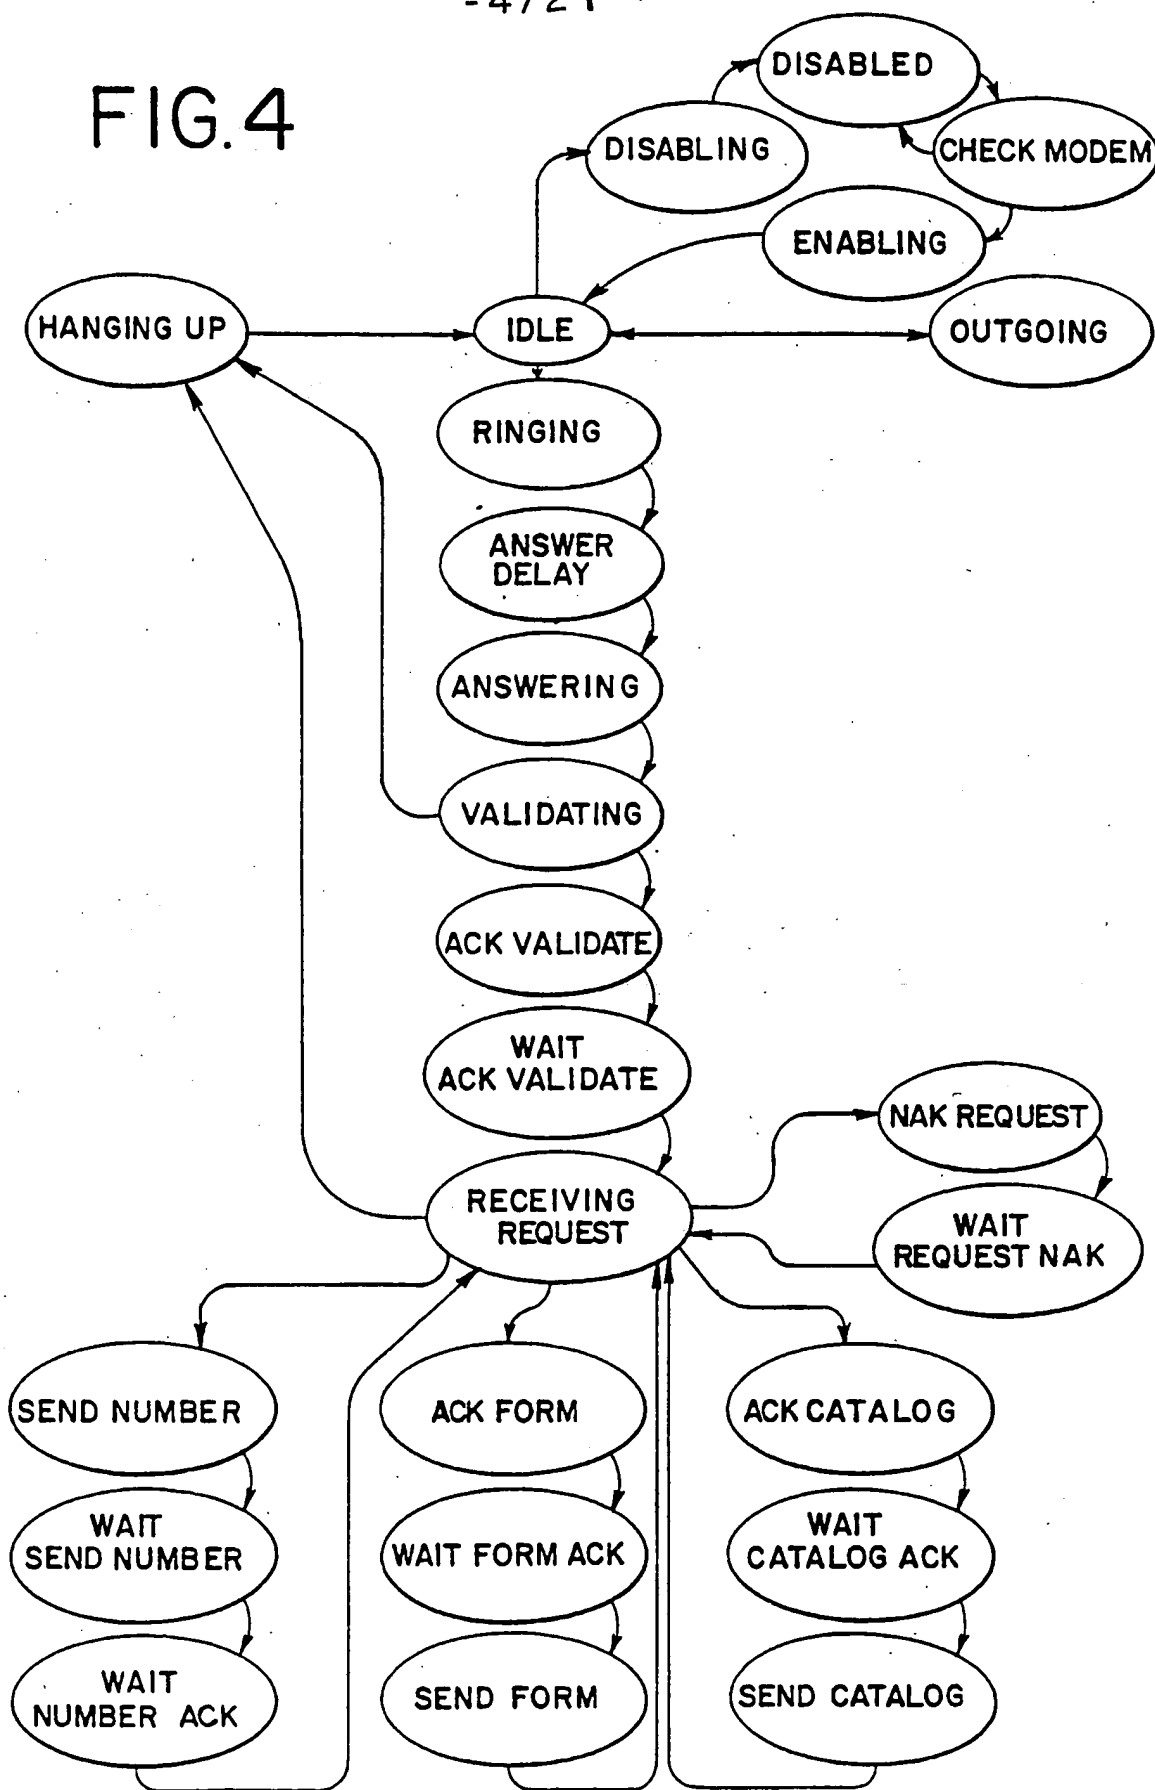 FIG.4
DISABLED
DISABLING
CHECK MODEM
ENABLING
HANGING UP
IDLE
OUTGOING
RINGING
ANSWER
DELAY
ANSWERING
VALIDATING
ACK VALIDATE
WAIT
ACK VALIDATE
NAK REQUEST
RECEIVING
REQUEST
WAIT
REQUEST NAK
SEND NUMBER
ACK FORM
ACK CATALOG
WAIT
SEND NUMBER
WAIT FORM ACK
WAIT
CATALOG ACK
WAIT
NUMBER ACK
SEND FORM
SEND CATALOG